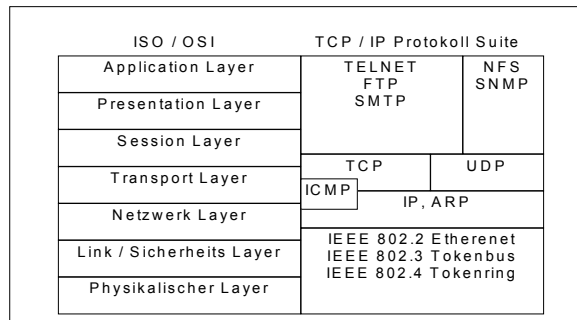 ISO / OSI
TCP / IP Protokoll Suite
Application Layer
Presentation Layer
Session Layer
Transport Layer
Netzwerk Layer
Link / Sicherheits Layer
Physikalischer Layer
TELNET
FTP
SMTP
NFS
SNMP
TCP
UDP
ICMP
IP, ARP
IEEE 802.2 Etherenet
IEEE 802.3 Tokenbus
IEEE 802.4 Tokenring